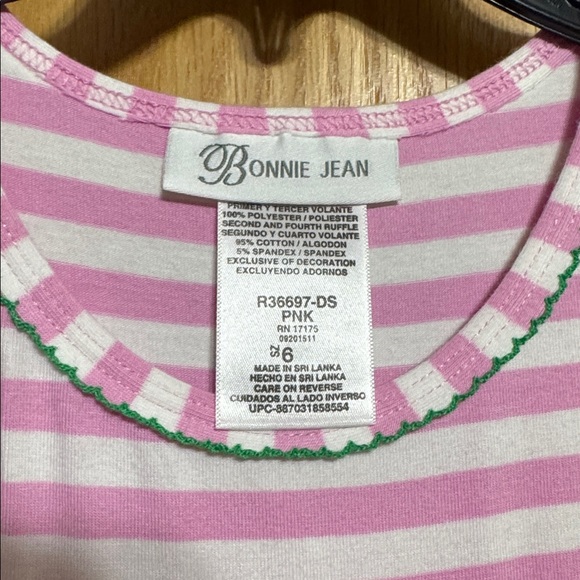 BONNIE JEAN
PRIMER Y TERCER VOLANTE
100% POLYESTER / POLIESTER
SECOND AND FOURTH RUFFLE
SEGUNDO Y CUARTO VOLANTE
95% COTTON / ALGODON
5% SPANDEX / SPANDEX
EXCLUSIVE OF DECORATION
EXCLUYENDO ADORNOS
R36697-DS
PNK
RN 17175
09201511
SZ 6
MADE IN SRI LANKA
HECHO EN SRI LANKA
CARE ON REVERSE
CUIDADOS AL LADO INVERSO
UPC-887031858554